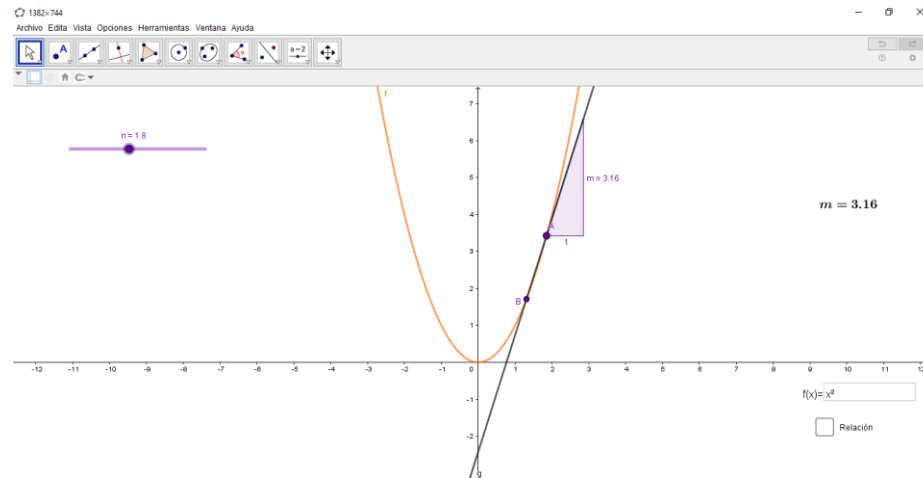 1382×744
Archivo Edita Vista Opciones Herramientas Ventana Ayuda
A
a=2
f
n = 1.8
7
6
5
4
3
2
1
m = 3.16
A
1
B
m = 3.16
-12 -11 -10 -9 -8 -7 -6 -5 -4 -3 -2 -1 0 1 2 3 4 5 6 7 8 9 10 11 12
-1
-2
f(x)= x²
Relación